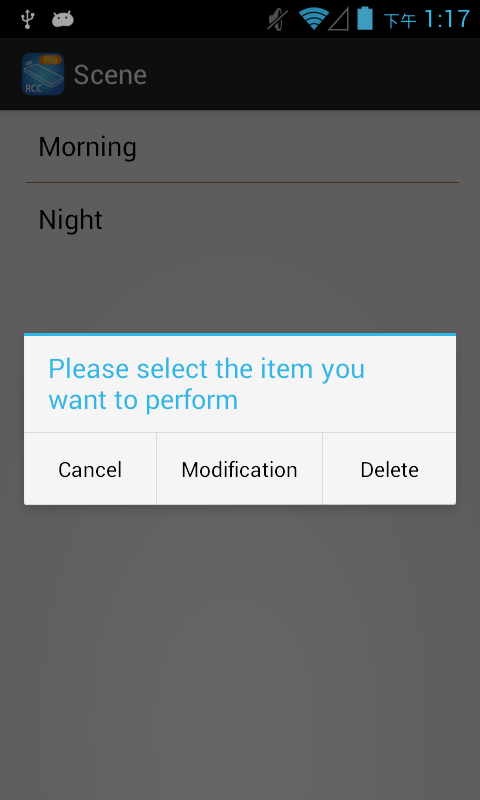 下午 1:17
Pro
RCC
Scene
Morning
Night
Please select the item you
want to perform
Cancel
Modification
Delete